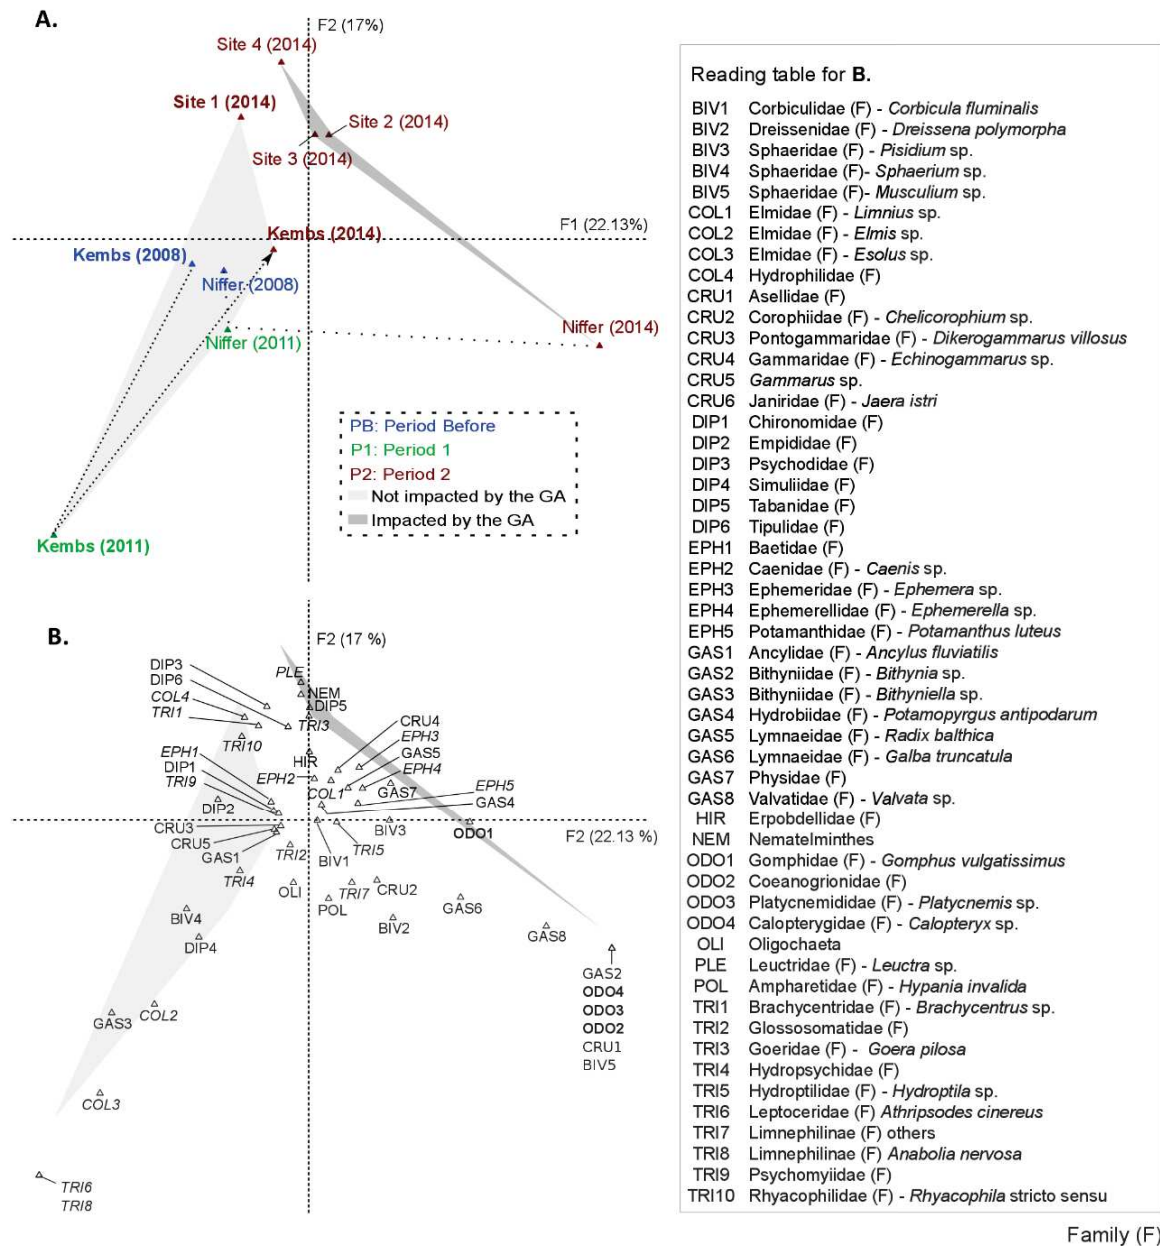 A.
F2 (17%)
Site 4 (2014)
Site 1 (2014)
Site 2 (2014)
Site 3 (2014)
F1 (22.13%)
Kembs (2014)
Kembs (2008)
Niffer (2008)
Niffer (2014)
Niffer (2011)
PB: Period Before
P1: Period 1
P2: Period 2
Not impacted by the GA
Impacted by the GA
Kembs (2011)
B.
F2 (17 %)
DIP3
DIP6
COL4
TRI1
PLE
NEM
DIP5
TRI3
TRI10
CRU4
EPH3
GAS5
EPH4
HIR
EPH1
DIP1
TRI9
EPH2
COL1
GAS7
EPH5
GAS4
DIP2
CRU3
CRU5
GAS1
TRI2
BIV1
TRI5
BIV3
ODO1
F2 (22.13 %)
TRI4
OLI
POL
TRI7
CRU2
BIV2
GAS6
GAS8
BIV4
DIP4
GAS2
ODO4
ODO3
ODO2
CRU1
BIV5
GAS3
COL2
COL3
TRI6
TRI8
Reading table for B.
BIV1 Corbiculidae (F) - Corbicula fluminalis
BIV2 Dreissenidae (F) - Dreissena polymorpha
BIV3 Sphaeridae (F) - Pisidium sp.
BIV4 Sphaeridae (F)- Sphaerium sp.
BIV5 Sphaeridae (F)- Musculium sp.
COL1 Elmidae (F) - Limnius sp.
COL2 Elmidae (F) - Elmis sp.
COL3 Elmidae (F) - Esolus sp.
COL4 Hydrophilidae (F)
CRU1 Asellidae (F)
CRU2 Corophiidae (F) - Chelicorophium sp.
CRU3 Pontogammaridae (F) - Dikerogammarus villosus
CRU4 Gammaridae (F) - Echinogammarus sp.
CRU5 Gammarus sp.
CRU6 Janiridae (F) - Jaera istri
DIP1 Chironomidae (F)
DIP2 Empididae (F)
DIP3 Psychodidae (F)
DIP4 Simuliidae (F)
DIP5 Tabanidae (F)
DIP6 Tipulidae (F)
EPH1 Baetidae (F)
EPH2 Caenidae (F) - Caenis sp.
EPH3 Ephemeridae (F) - Ephemera sp.
EPH4 Ephemerellidae (F) - Ephemerella sp.
EPH5 Potamanthidae (F) - Potamanthus luteus
GAS1 Ancylidae (F) - Ancylus fluviatilis
GAS2 Bithyniidae (F) - Bithynia sp.
GAS3 Bithyniidae (F) - Bithyniella sp.
GAS4 Hydrobiidae (F) - Potamopyrgus antipodarum
GAS5 Lymnaeidae (F) - Radix balthica
GAS6 Lymnaeidae (F) - Galba truncatula
GAS7 Physidae (F)
GAS8 Valvatidae (F) - Valvata sp.
HIR Erpobdellidae (F)
NEM Nematelminthes
ODO1 Gomphidae (F) - Gomphus vulgatissimus
ODO2 Coeanogrionidae (F)
ODO3 Platycnemididae (F) - Platycnemis sp.
ODO4 Calopterygidae (F) - Calopteryx sp.
OLI Oligochaeta
PLE Leuctridae (F) - Leuctra sp.
POL Ampharetidae (F) - Hypania invalida
TRI1 Brachycentridae (F) - Brachycentrus sp.
TRI2 Glossosomatidae (F)
TRI3 Goeridae (F) - Goera pilosa
TRI4 Hydropsychidae (F)
TRI5 Hydroptilidae (F) - Hydroptila sp.
TRI6 Leptoceridae (F) Athripsodes cinereus
TRI7 Limnephilinae (F) others
TRI8 Limnephilinae (F) Anabolia nervosa
TRI9 Psychomyiidae (F)
TRI10 Rhyacophilidae (F) - Rhyacophila stricto sensu
Family (F)